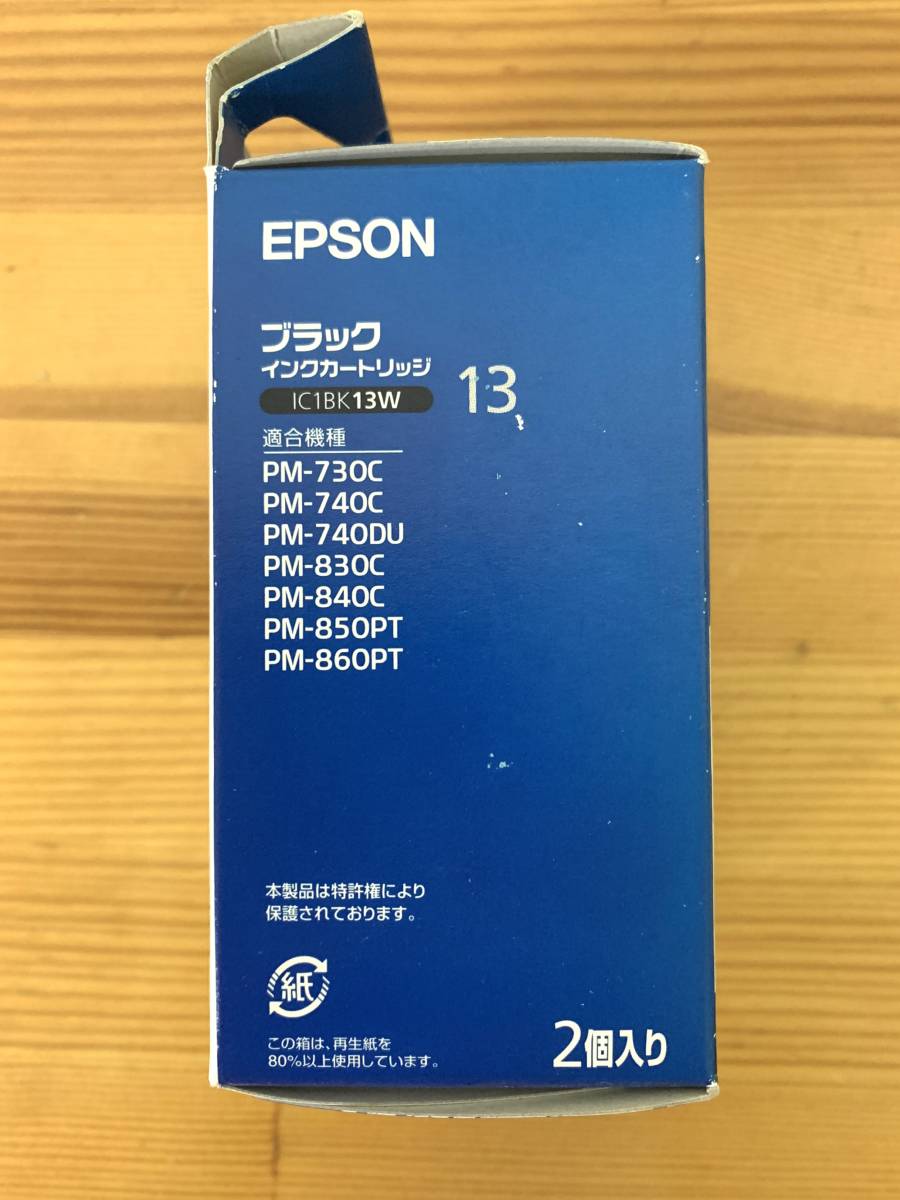 EPSON
ブラック
インクカートリッジ
IC1BK13W
13
適合機種
PM-730C
PM-740C
PM-740DU
PM-830C
PM-840C
PM-850PT
PM-860PT
本製品は特許権により
保護されております。
紙
この箱は、再生紙を
80%以上使用しています。
2個入り